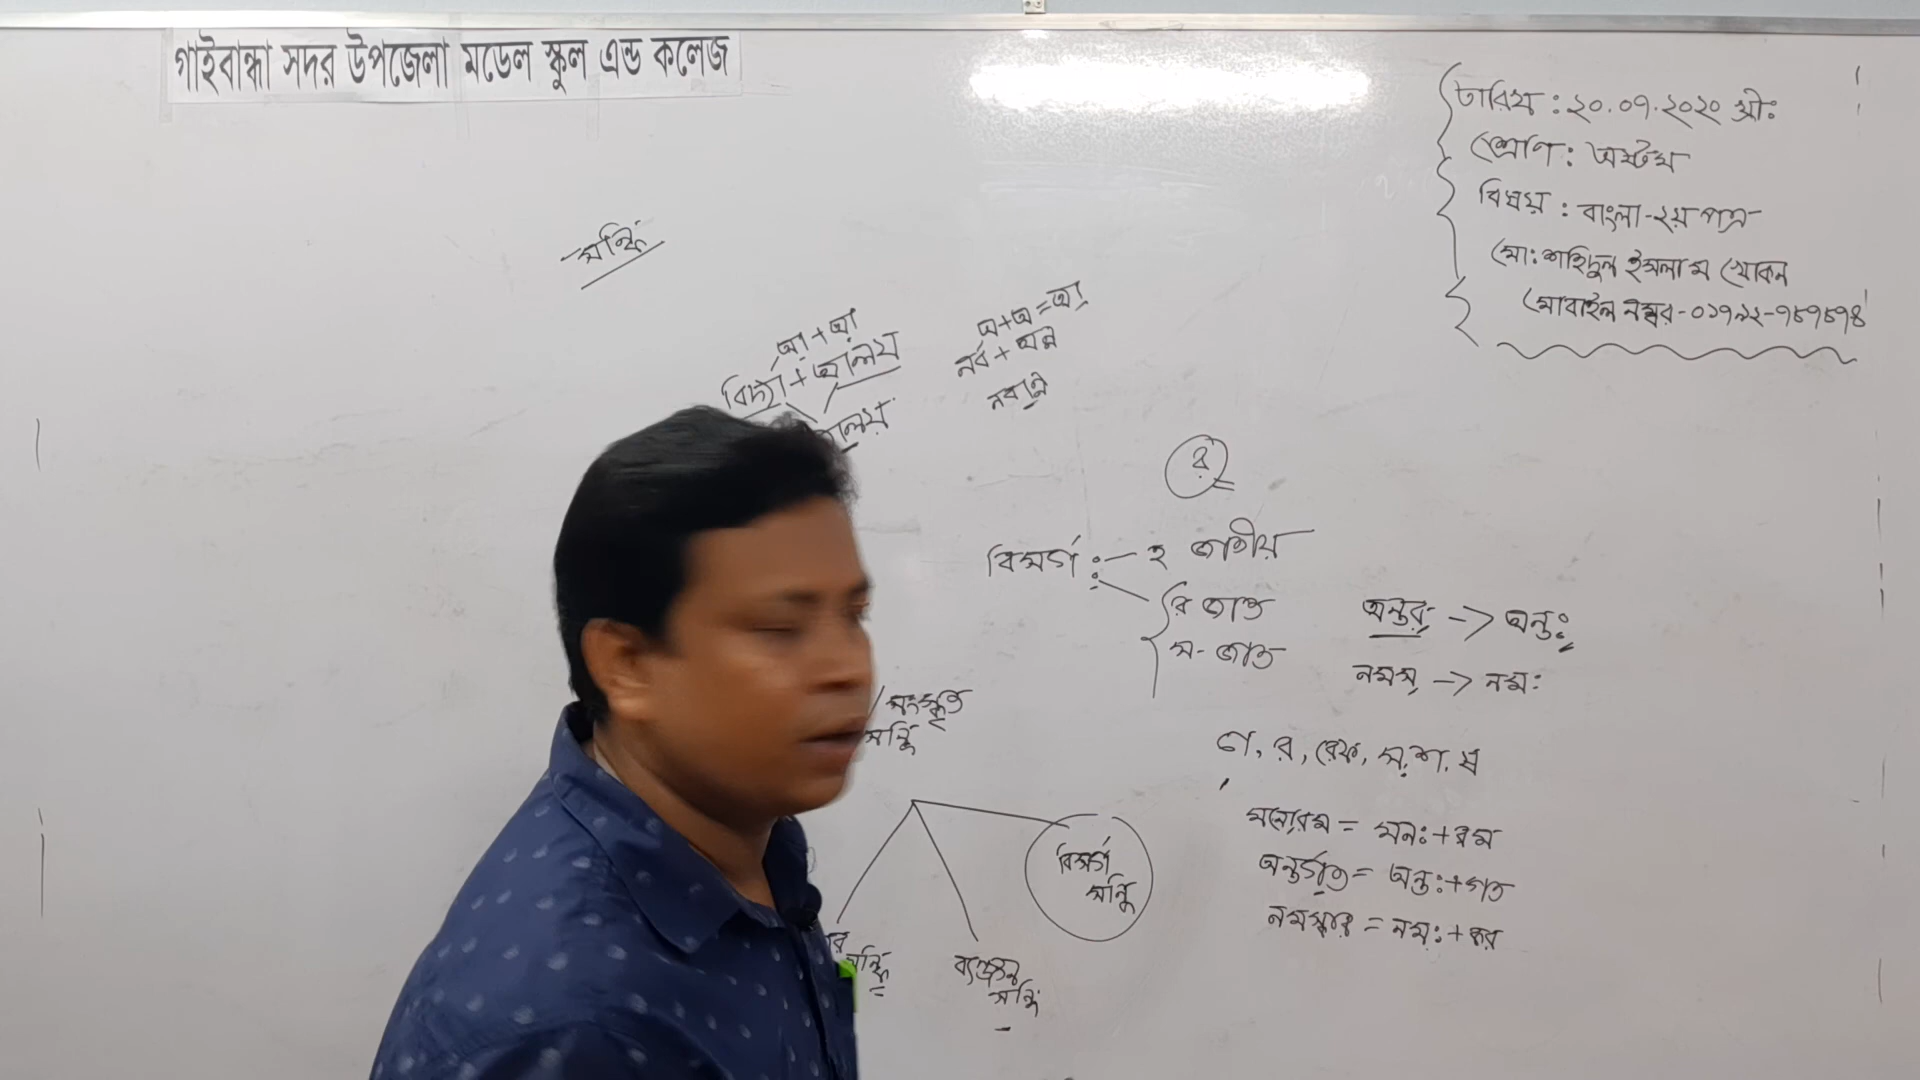 গাইবান্ধা সদর উপজেলা মডেল স্কুল এন্ড কলেজ
তারিখ : ২০.০৭.২০২০ খ্রীঃ
শ্রেণি : অষ্টম
বিষয় : বাংলা-২য় পত্র
মো: শহিদুল ইসলাম খোকন
মোবাইল নম্বর-
সন্ধি
আ+আ
বিদ্যা+আলয়
ালয়
অ+অ=আ
নব+অন্ন
নবান্ন
র
বিসর্গ ঃ — হ জাতীয়
র জাত
স- জাত
অন্তর -> অন্তঃ
নমস্ -> নমঃ
ণ, র, রেফ, স, শ, ষ
মনোরম = মনঃ+রম
অন্তর্গত = অন্তঃ+গত
নমস্কার = নমঃ+কার
সংস্কৃত
সন্ধি
সন্ধি
ব্যঞ্জন
সন্ধি
বিসর্গ
সন্ধি